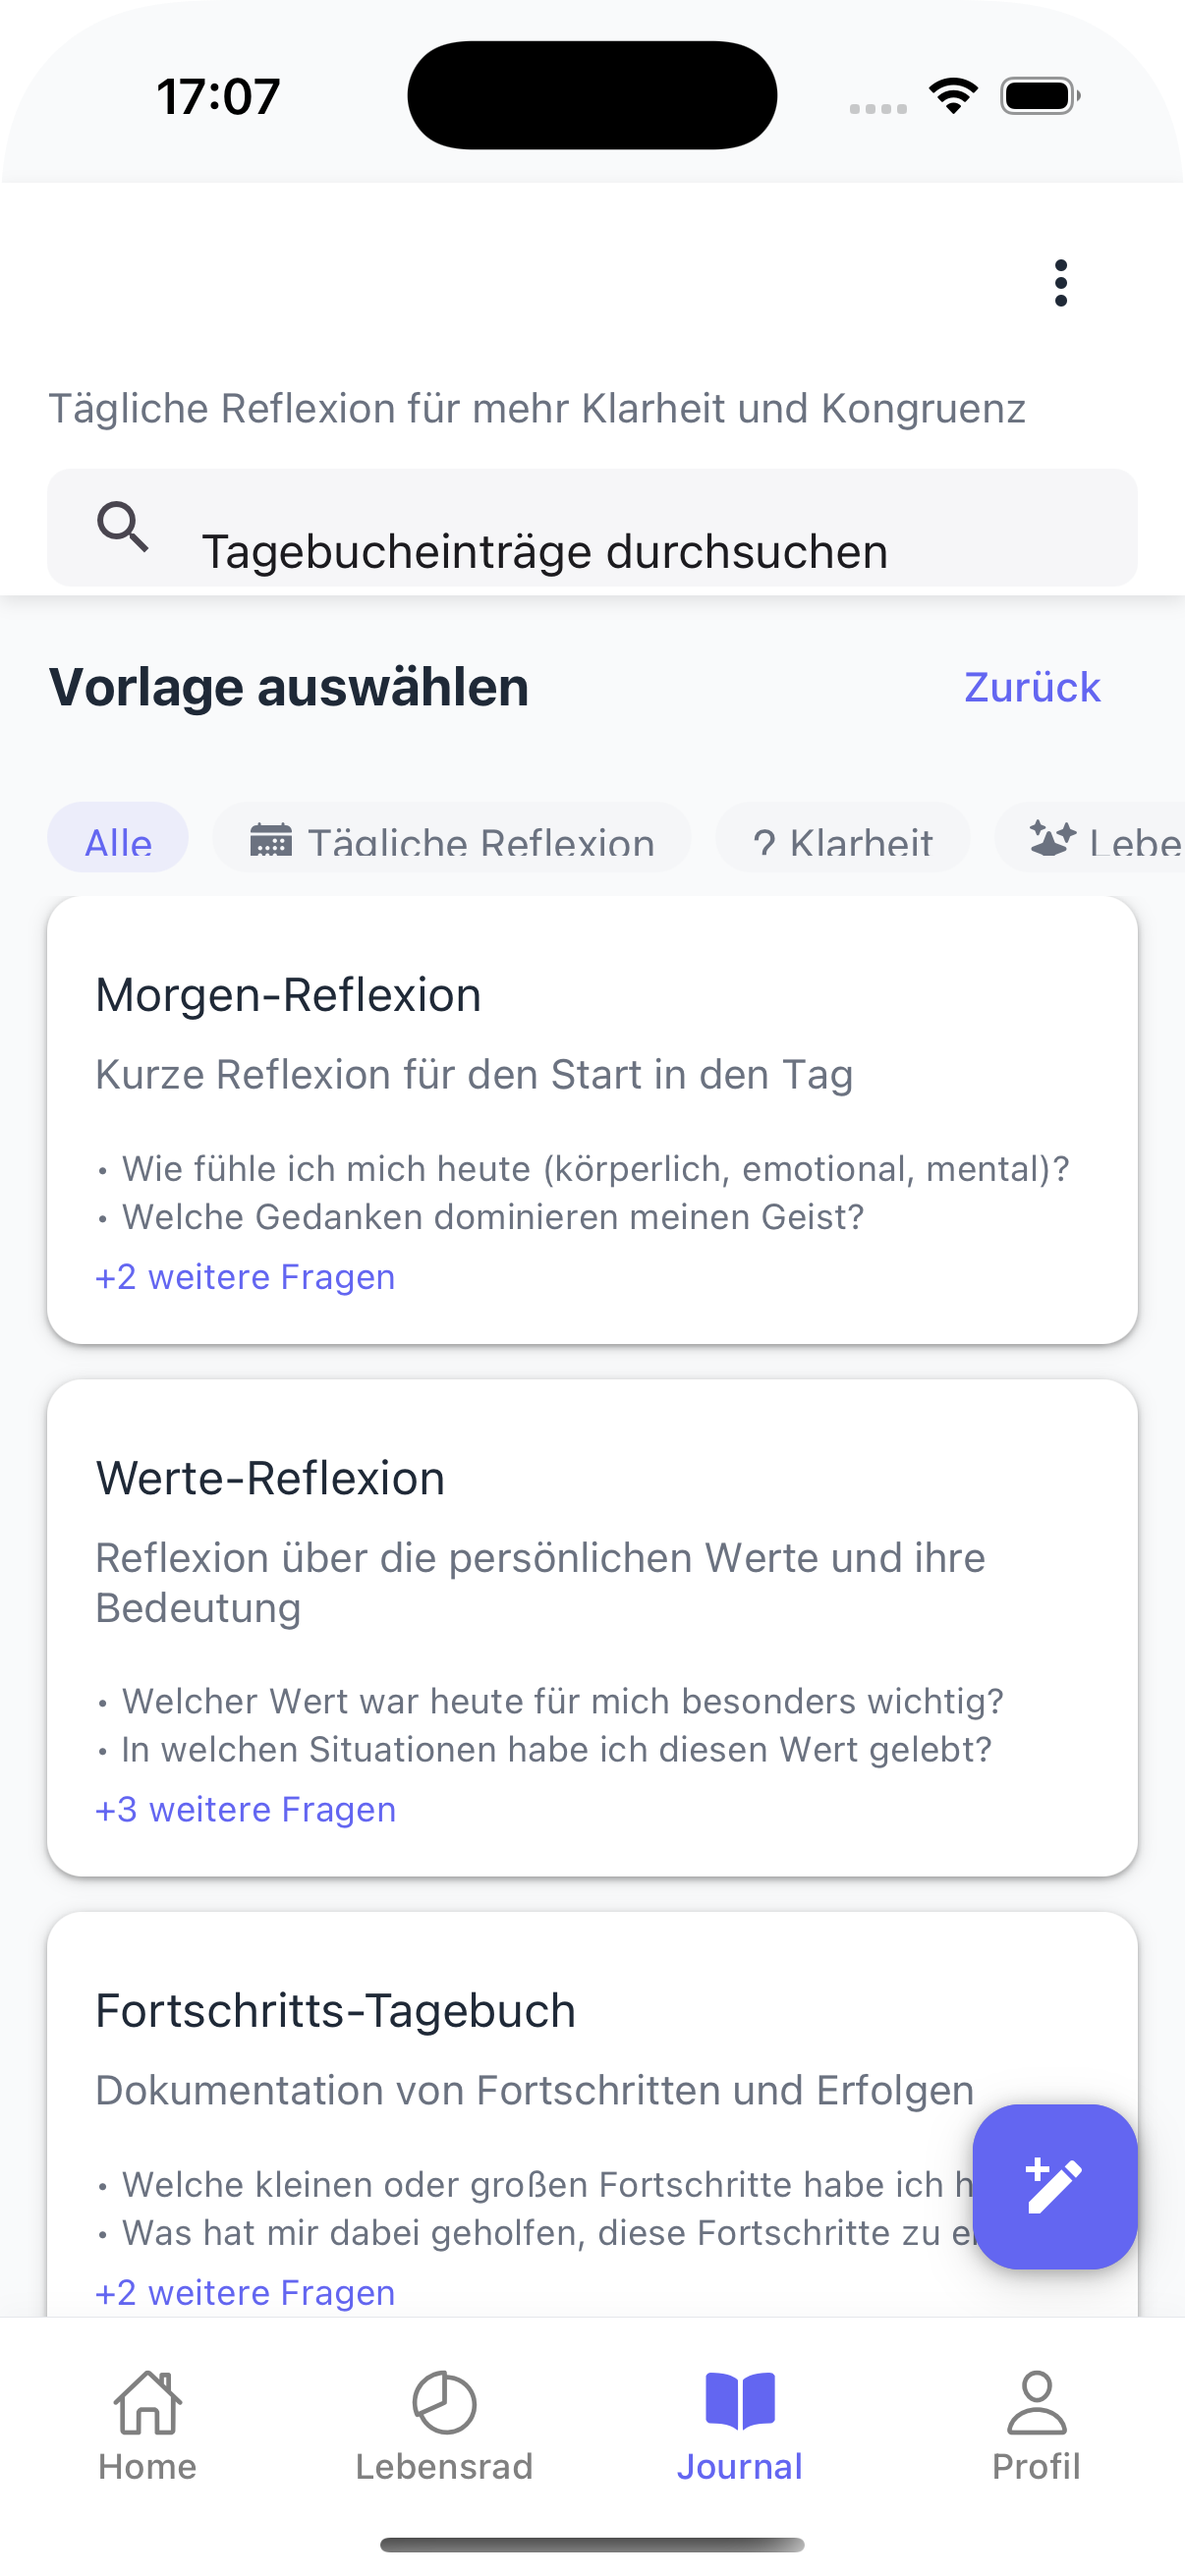 17:07
Tägliche Reflexion für mehr Klarheit und Kongruenz
Tagebucheinträge durchsuchen
Vorlage auswählen
Zurück
Alle
Tägliche Reflexion
? Klarheit
Lebe
Morgen-Reflexion
Kurze Reflexion für den Start in den Tag
• Wie fühle ich mich heute (körperlich, emotional, mental)?
• Welche Gedanken dominieren meinen Geist?
+2 weitere Fragen
Werte-Reflexion
Reflexion über die persönlichen Werte und ihre
Bedeutung
• Welcher Wert war heute für mich besonders wichtig?
• In welchen Situationen habe ich diesen Wert gelebt?
+3 weitere Fragen
Fortschritts-Tagebuch
Dokumentation von Fortschritten und Erfolgen
• Welche kleinen oder großen Fortschritte habe ich h
• Was hat mir dabei geholfen, diese Fortschritte zu e
+2 weitere Fragen
Home
Lebensrad
Journal
Profil